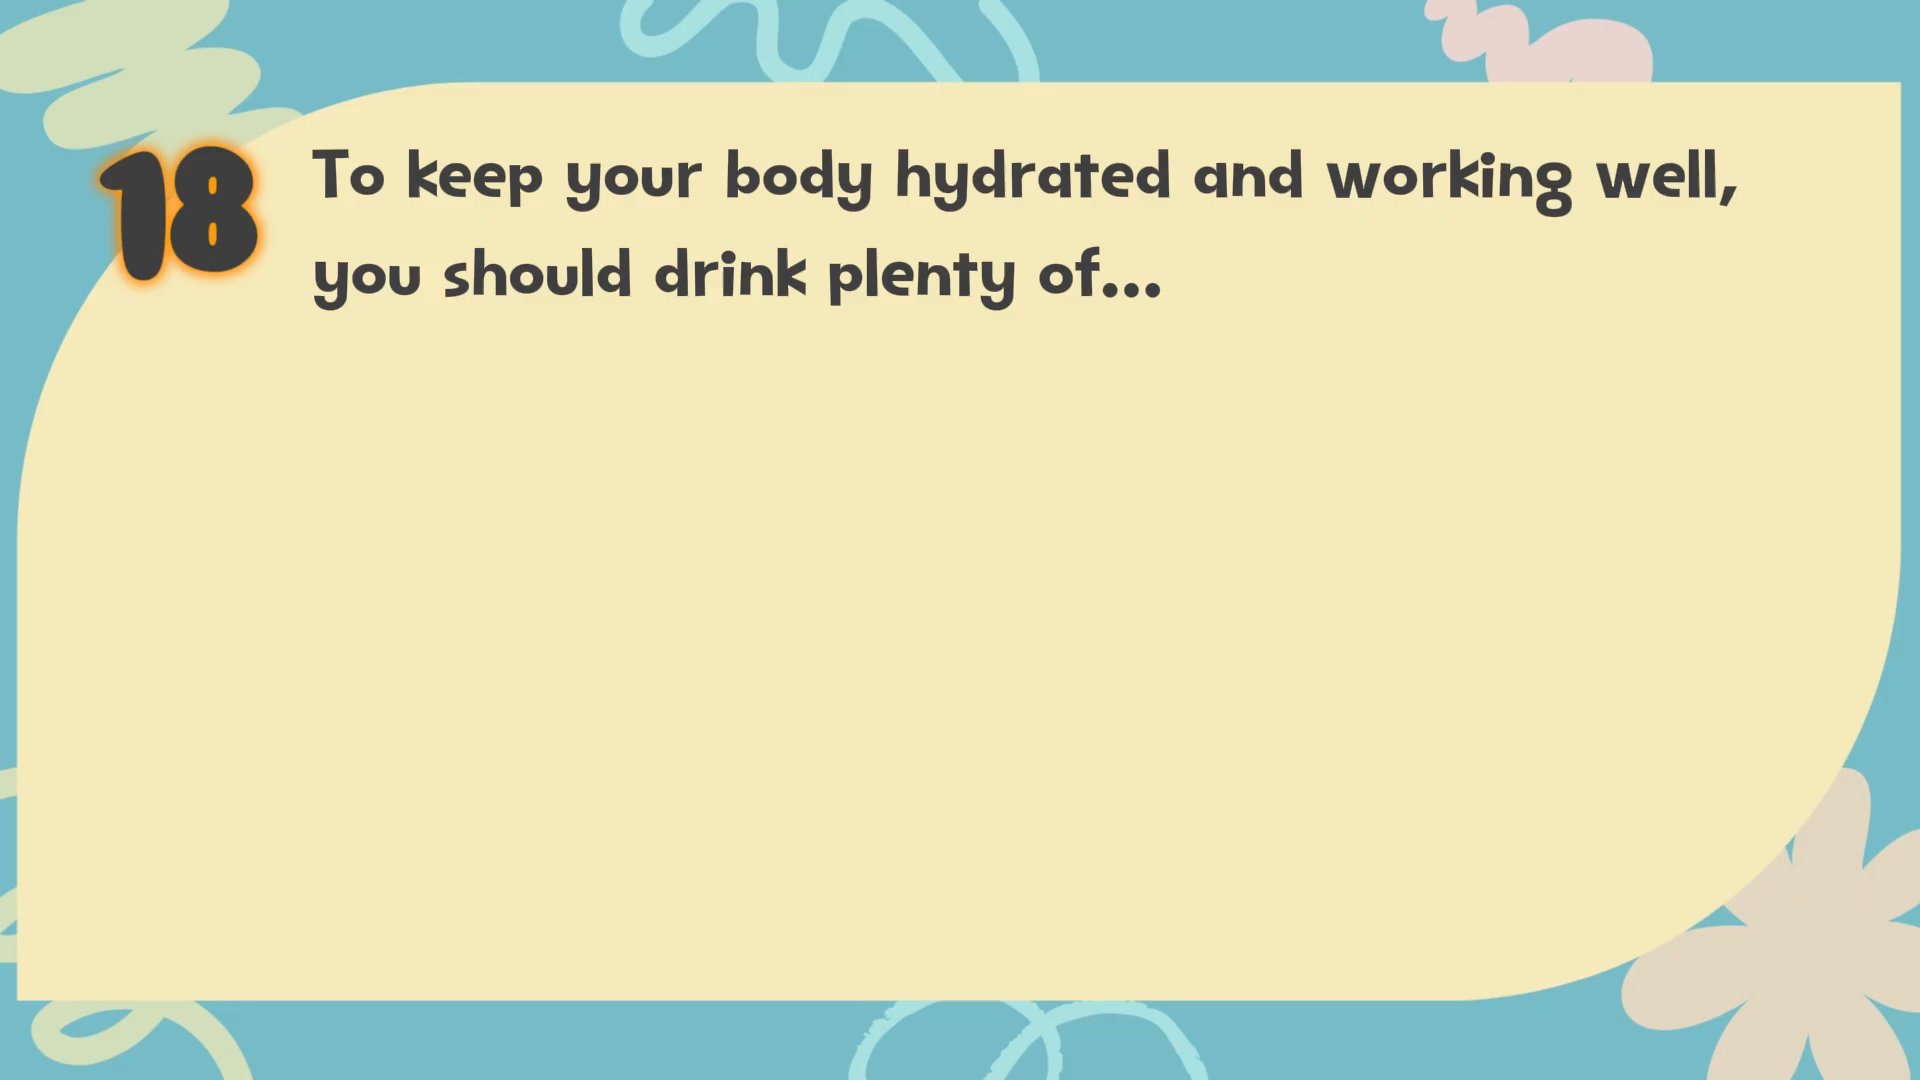 18
To keep your body hydrated and working well,
you should drink plenty of...